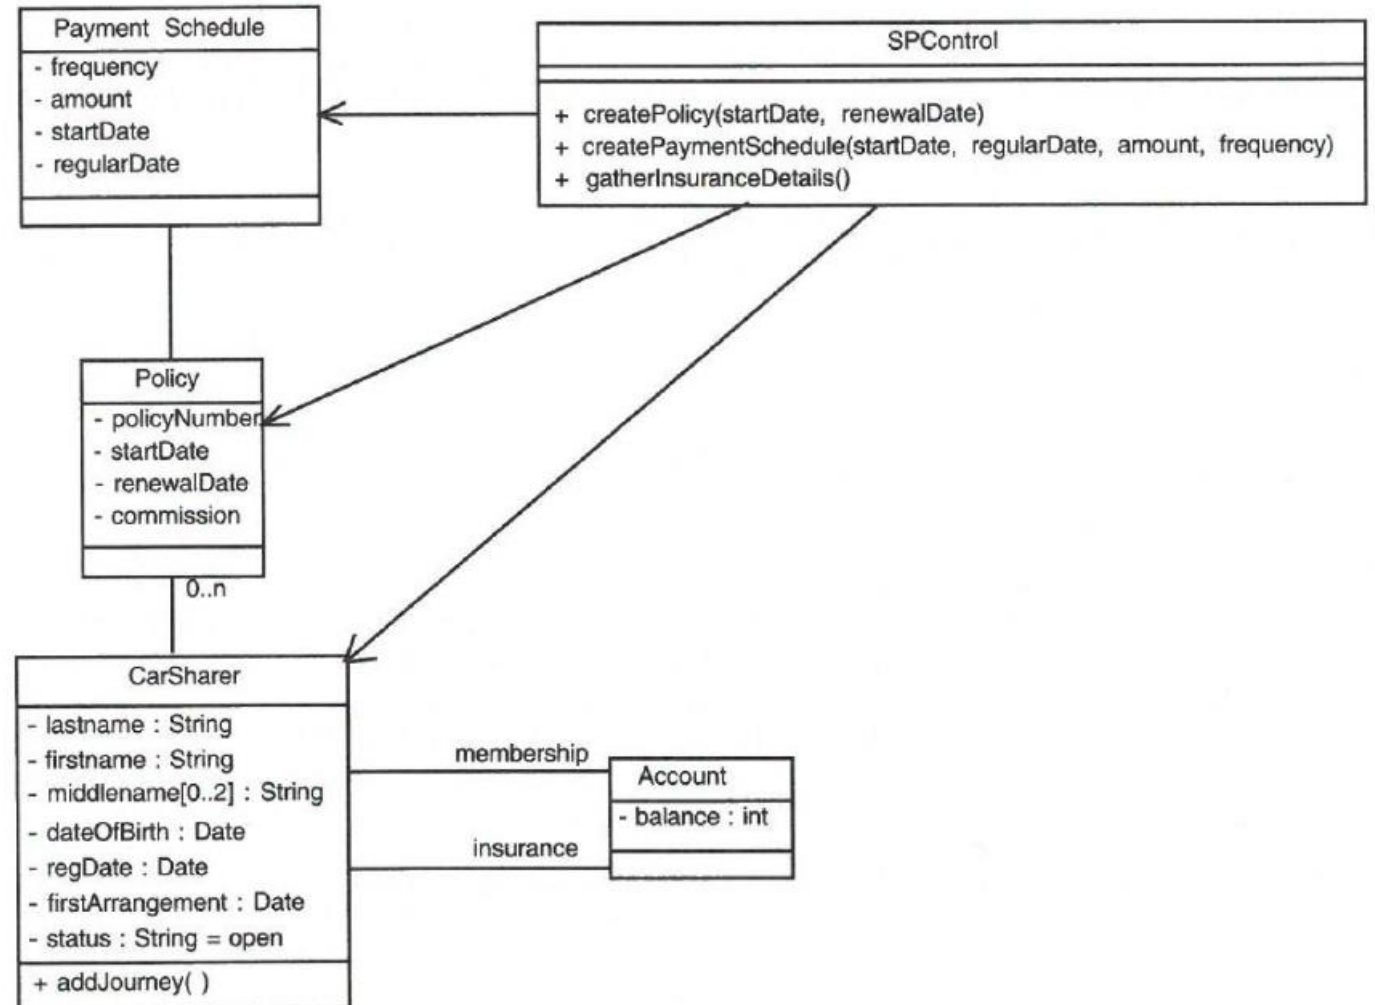 Payment Schedule
- frequency
- amount
- startDate
- regularDate
SPControl
+ createPolicy(startDate, renewalDate)
+ createPaymentSchedule(startDate, regularDate, amount, frequency)
+ gatherInsuranceDetails()
Policy
- policyNumber
- startDate
- renewalDate
- commission
0..n
CarSharer
- lastname : String
- firstname : String
- middlename[0..2] : String
- dateOfBirth : Date
- regDate : Date
- firstArrangement : Date
- status : String = open
+ addJourney( )
membership
insurance
Account
- balance : int